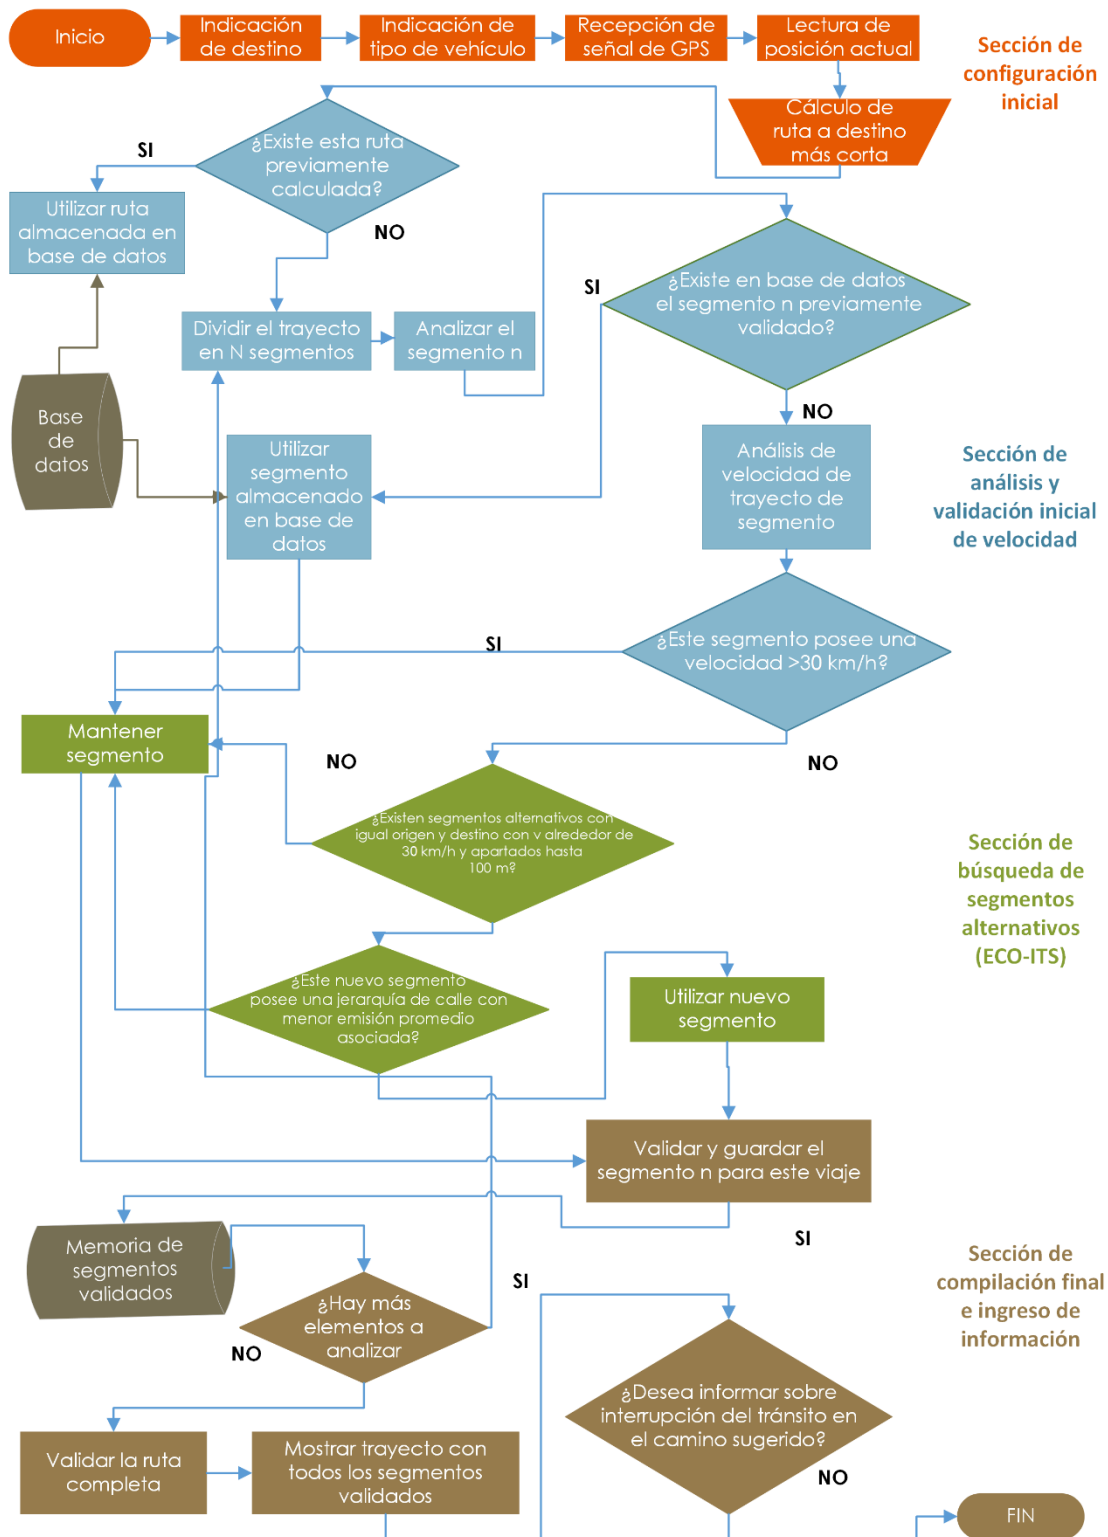 Inicio
Indicación
de destino
Indicación de
tipo de vehículo
Recepción de
señal de GPS
Lectura de
posición actual
Sección de
configuración
inicial
Cálculo de
ruta a destino
más corta
¿Existe esta ruta
previamente
calculada?
SI
NO
Utilizar ruta
almacenada en
base de datos
¿Existe en base de datos
el segmento n previamente
validado?
SI
NO
Dividir el trayecto
en N segmentos
Analizar el
segmento n
Base
de
datos
Utilizar
segmento
almacenado
en base de
datos
Análisis de
velocidad de
trayecto de
segmento
Sección de
análisis y
validación inicial
de velocidad
¿Este segmento posee una
velocidad >30 km/h?
SI
NO
Mantener
segmento
NO
¿Existen segmentos alternativos con
igual origen y destino con v alrededor de
30 km/h y apartados hasta
100 m?
Sección de
búsqueda de
segmentos
alternativos
(ECO-ITS)
¿Este nuevo segmento
posee una jerarquía de calle con
menor emisión promedio
asociada?
Utilizar nuevo
segmento
Validar y guardar el
segmento n para este viaje
SI
Memoria de
segmentos
validados
¿Hay más
elementos a
analizar
SI
NO
Sección de
compilación final
e ingreso de
información
¿Desea informar sobre
interrupción del tránsito en
el camino sugerido?
NO
Validar la ruta
completa
Mostrar trayecto con
todos los segmentos
validados
FIN